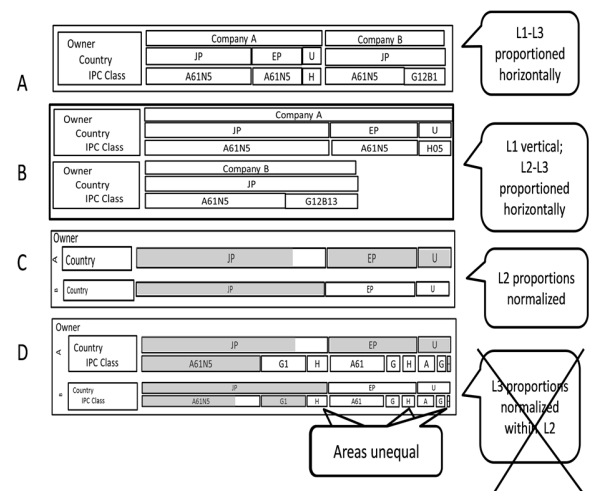 A
Owner
Country
IPC Class
Company A
Company B
JP
EP
U
JP
A61N5
A61N5
H
A61N5
G12B1
L1-L3
proportioned
horizontally
B
Owner
Country
IPC Class
Company A
JP
EP
U
A61N5
A61N5
H05
Owner
Country
IPC Class
Company B
JP
A61N5
G12B13
L1 vertical;
L2-L3
proportioned
horizontally
C
Owner
A
Country
JP
EP
U
B
Country
JP
EP
U
L2 proportions
normalized
D
Owner
A
Country
IPC Class
JP
EP
U
A61N5
G1
H
A61
G
H
A
G
B
Country
IPC Class
JP
EP
U
A61N5
G1
H
A61
G
H
A
G
L3 proportions
normalized
within L2
Areas unequal